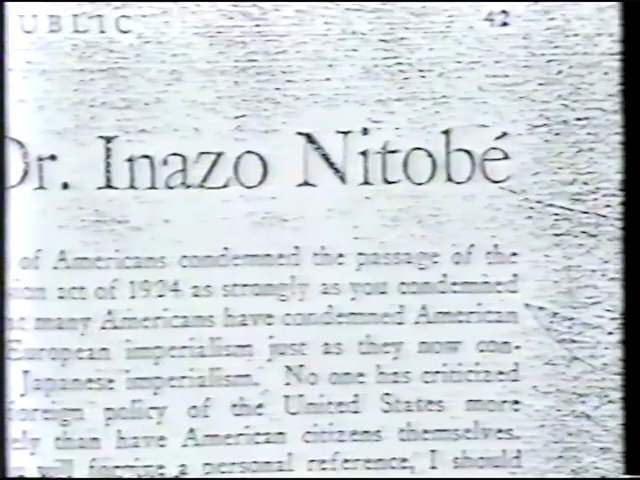 UBLIC 42
Dr. Inazo Nitobé
of Americans condemned the passage of the
act of 1924 as strongly as you condemned
many Americans have condemned American
European imperialism just as they now con-
Japanese imperialism. No one has criticized
foreign policy of the United States more
ly than have American citizens themselves.
will forgive a personal reference, I should